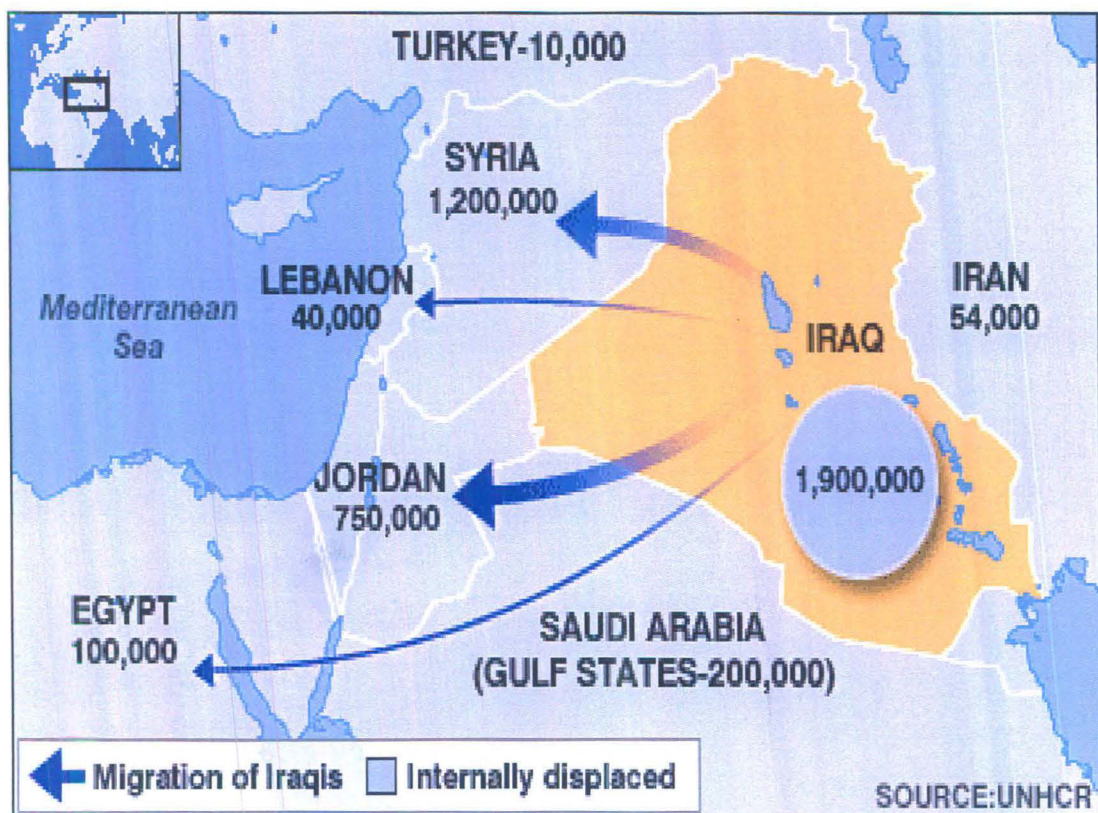 TURKEY-10,000
SYRIA
1,200,000
LEBANON
40,000
Mediterranean
Sea
IRAN
54,000
IRAQ
1,900,000
JORDAN
750,000
EGYPT
100,000
SAUDI ARABIA
(GULF STATES-200,000)
Migration of Iraqis
Internally displaced
SOURCE:UNHCR